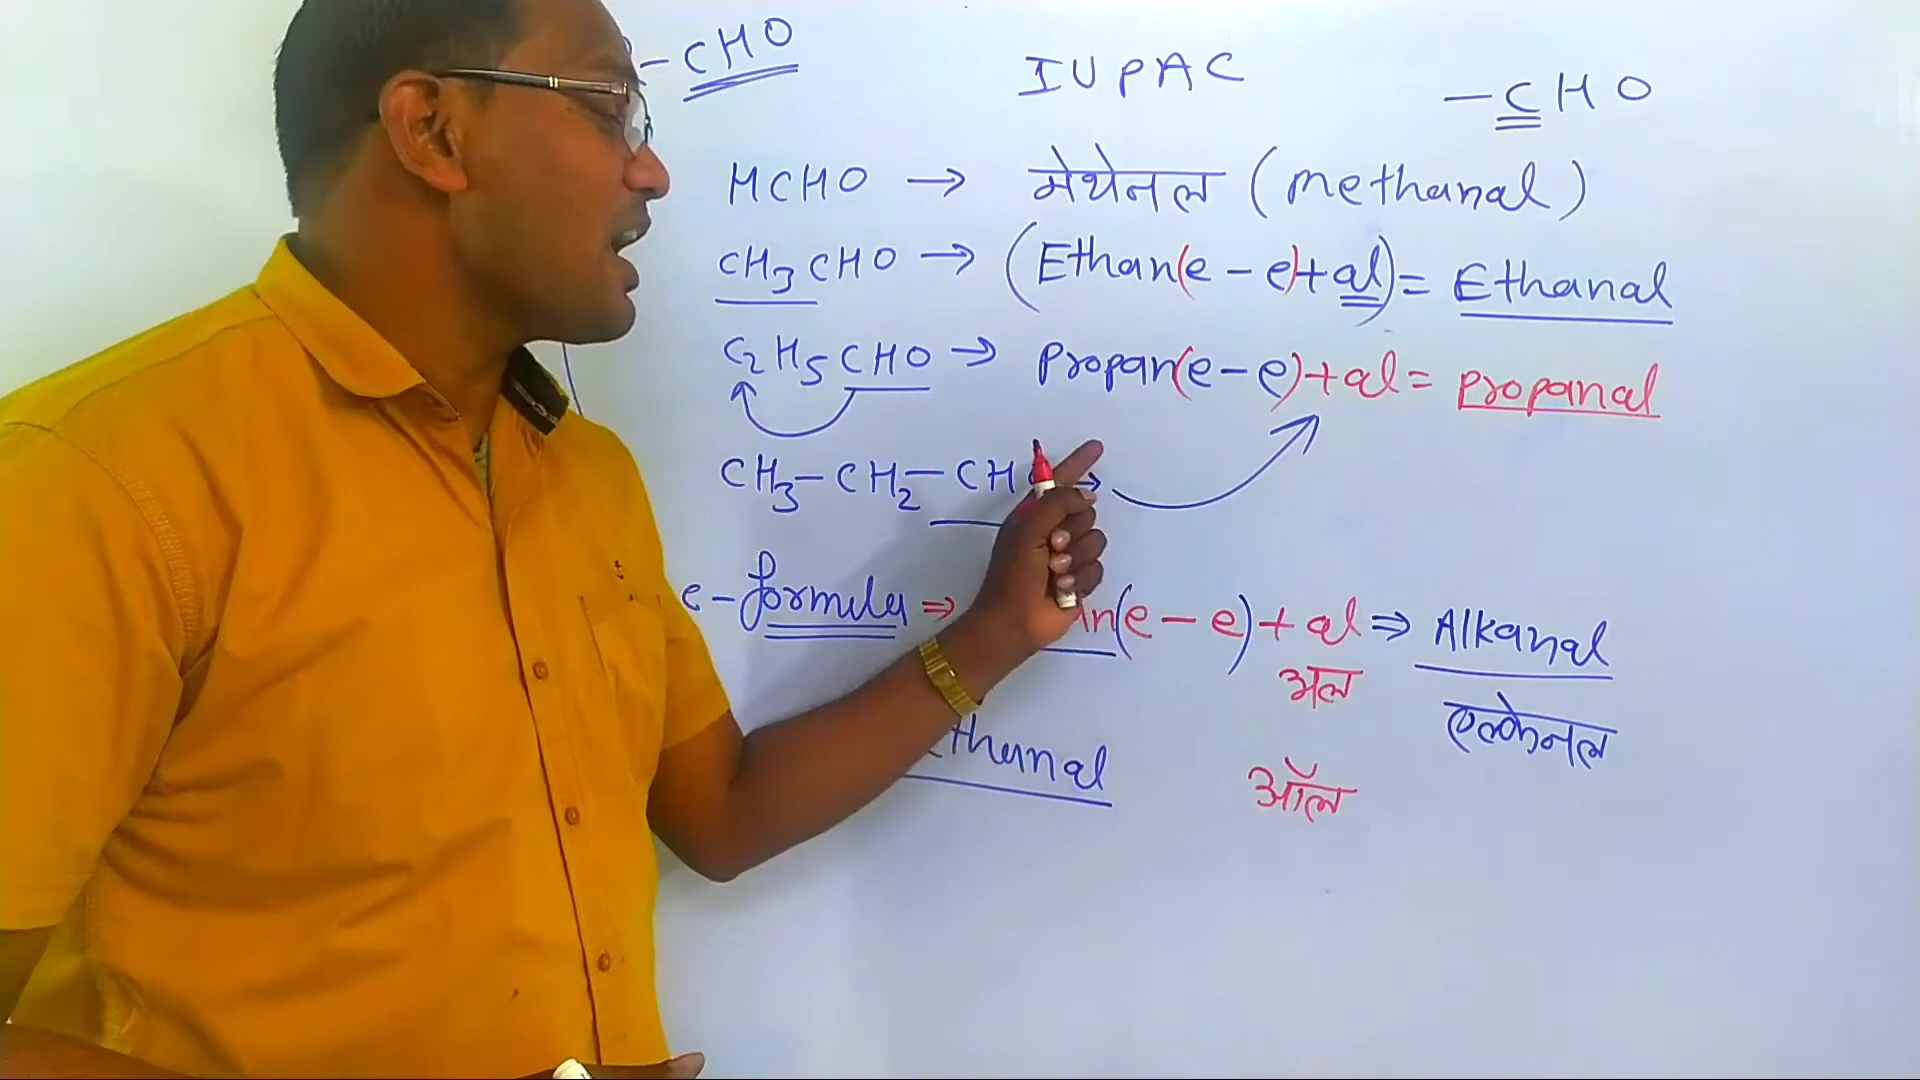 –CHO IUPAC –CHO
HCHO → मेथेनल (methanal)
CH3CHO → (Ethan(e – e)+al) = Ethanal
C2H5CHO → propan(e–e)+al = propanal
CH3–CH2–CH →
e–formula ⇒ an(e – e)+al ⇒ Alkanal
अल
एल्केनल
thanal
ऑल